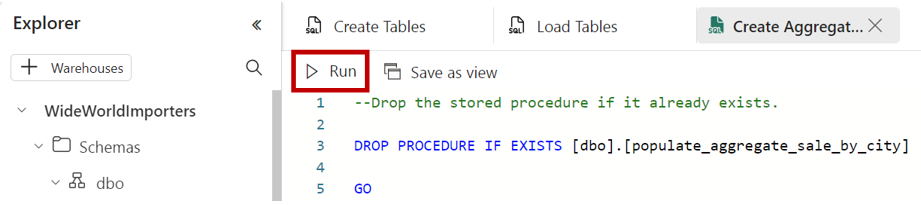 Explorer
«
Create Tables
Load Tables
Create Aggregat...
+ Warehouses
Run
Save as view
WideWorldImporters
Schemas
dbo
1 --Drop the stored procedure if it already exists.
2
3 DROP PROCEDURE IF EXISTS [dbo].[populate_aggregate_sale_by_city]
4
5 GO